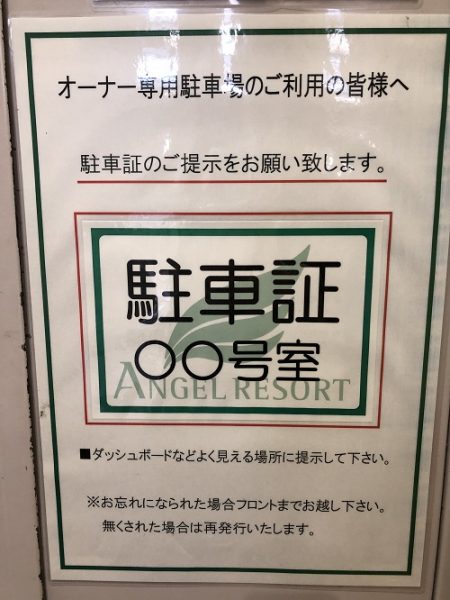 オーナー専用駐車場のご利用の皆様へ
駐車証のご提示をお願い致します。
駐車証
〇〇号室
ANGEL RESORT
■ダッシュボードなどよく見える場所に提示して下さい。
※お忘れになられた場合フロントまでお越し下さい。
無くされた場合は再発行いたします。